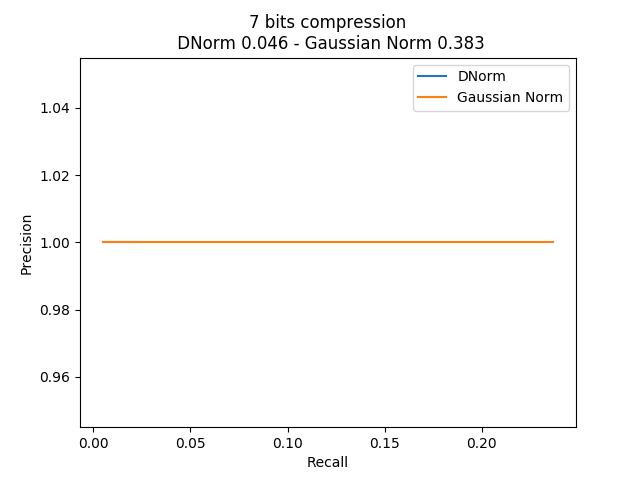 7 bits compression
DNorm 0.046 - Gaussian Norm 0.383
DNorm
Gaussian Norm
1.04
1.02
1.00
0.98
0.96
Precision
0.00 0.05 0.10 0.15 0.20
Recall